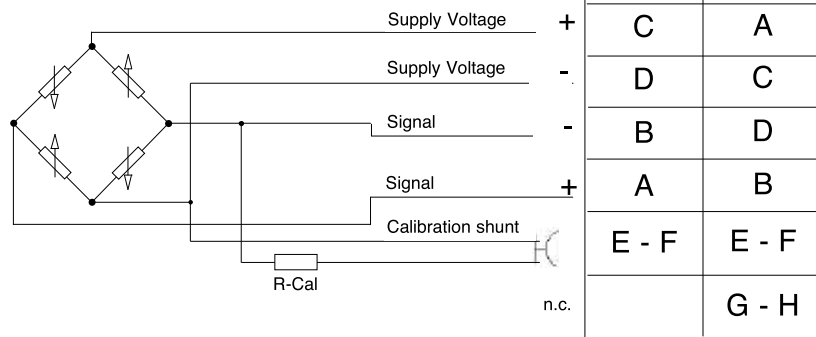 Supply Voltage + C A
Supply Voltage - D C
Signal - B D
Signal + A B
Calibration shunt E - F E - F
R-Cal
n.c. G - H